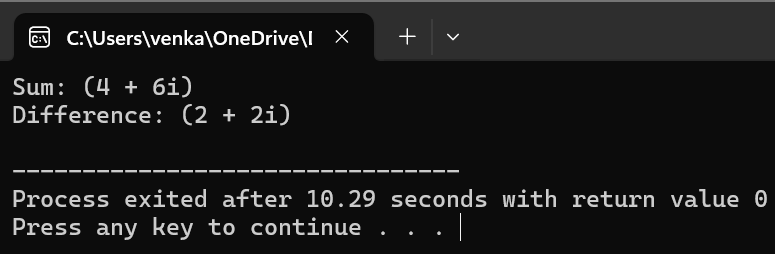 C:\Users\venka\OneDrive\I
Sum: (4 + 6i)
Difference: (2 + 2i)
--------------------------------
Process exited after 10.29 seconds with return value 0
Press any key to continue . . .